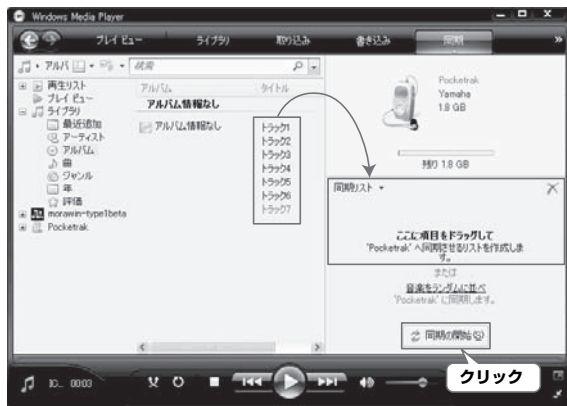 Windows Media Player
プレイ ビュー
ライブラリ
取り込み
書き込み
同期
»
アルバム
検索
再生リスト
プレイ ビュー
ライブラリ
最近追加
アーティスト
アルバム
曲
ジャンル
年
評価
morawin-type1beta
Pocketrak
アルバム
タイトル
アルバム情報なし
アルバム情報なし
トラック1
トラック2
トラック3
トラック4
トラック5
トラック6
トラック7
Pocketrak
Yamaha
1.8 GB
残り 1.8 GB
同期リスト
ここに項目をドラッグして
'Pocketrak' へ同期させるリストを作成しま
す。
または
音楽をランダムに並べ
'Pocketrak' に同期します。
同期の開始(S)
クリック
IC... 00:03